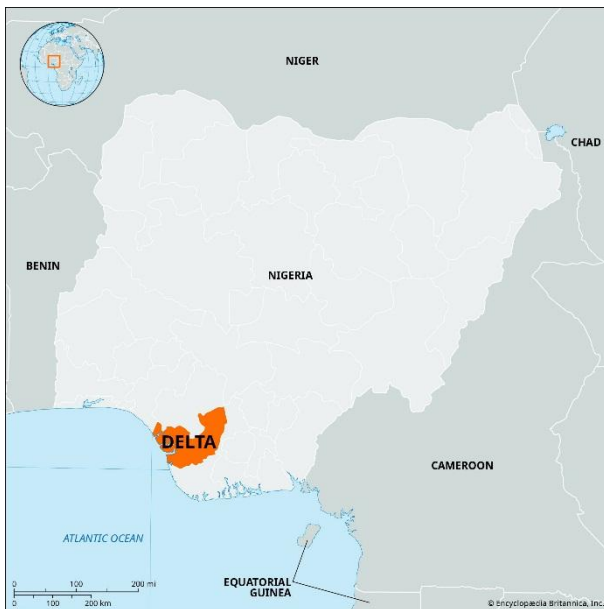 NIGER
CHAD
BENIN
NIGERIA
DELTA
CAMEROON
ATLANTIC OCEAN
EQUATORIAL
GUINEA
0 100 200 mi
0 100 200 km
© Encyclopædia Britannica, Inc.